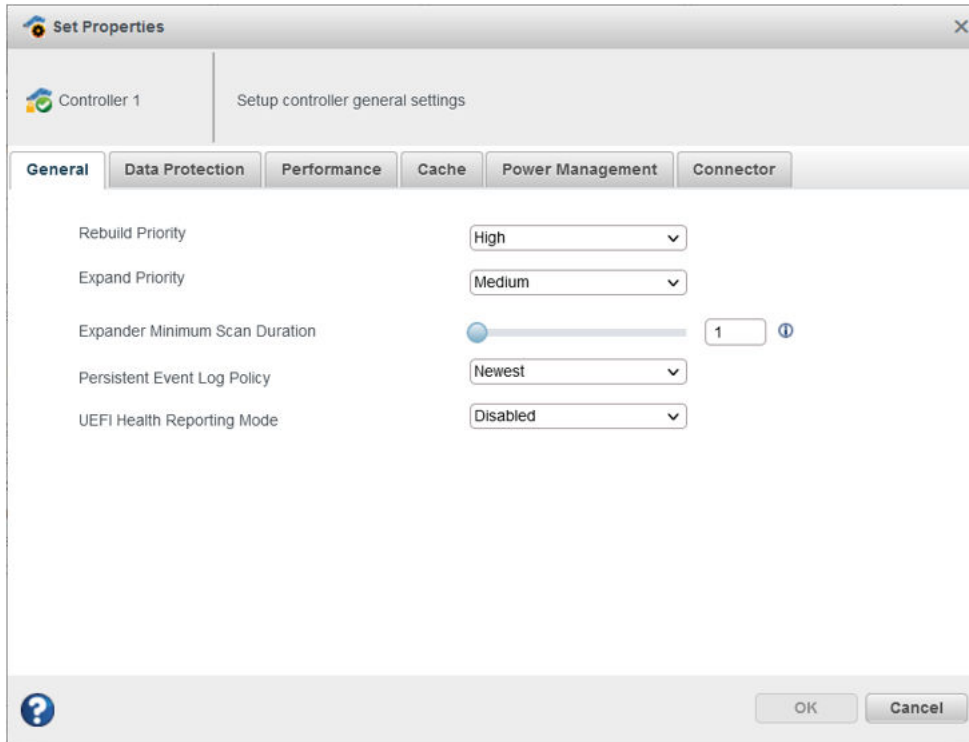 Set Properties
Controller 1
Setup controller general settings
General Data Protection Performance Cache Power Management Connector
Rebuild Priority High
Expand Priority Medium
Expander Minimum Scan Duration 1
Persistent Event Log Policy Newest
UEFI Health Reporting Mode Disabled
OK Cancel